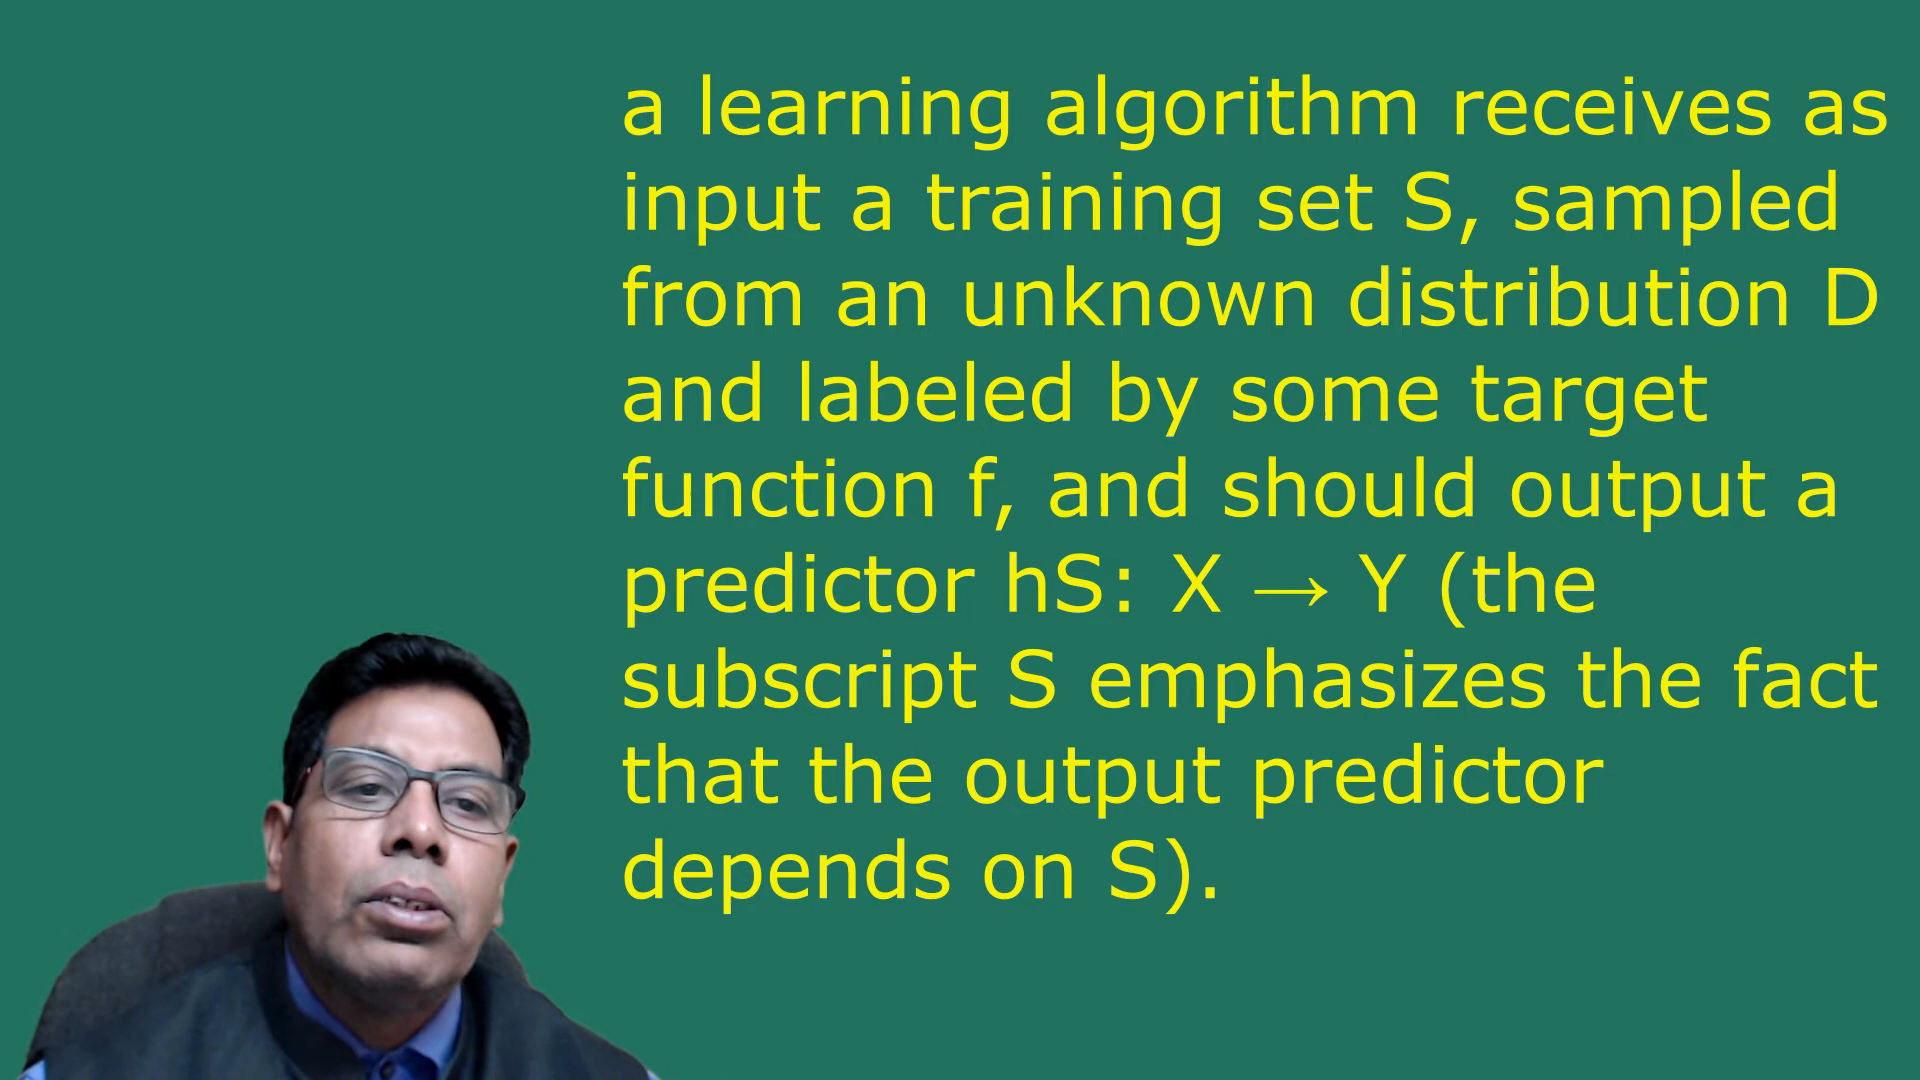 a learning algorithm receives as
input a training set S, sampled
from an unknown distribution D
and labeled by some target
function f, and should output a
predictor hS: X → Y (the
subscript S emphasizes the fact
that the output predictor
depends on S).